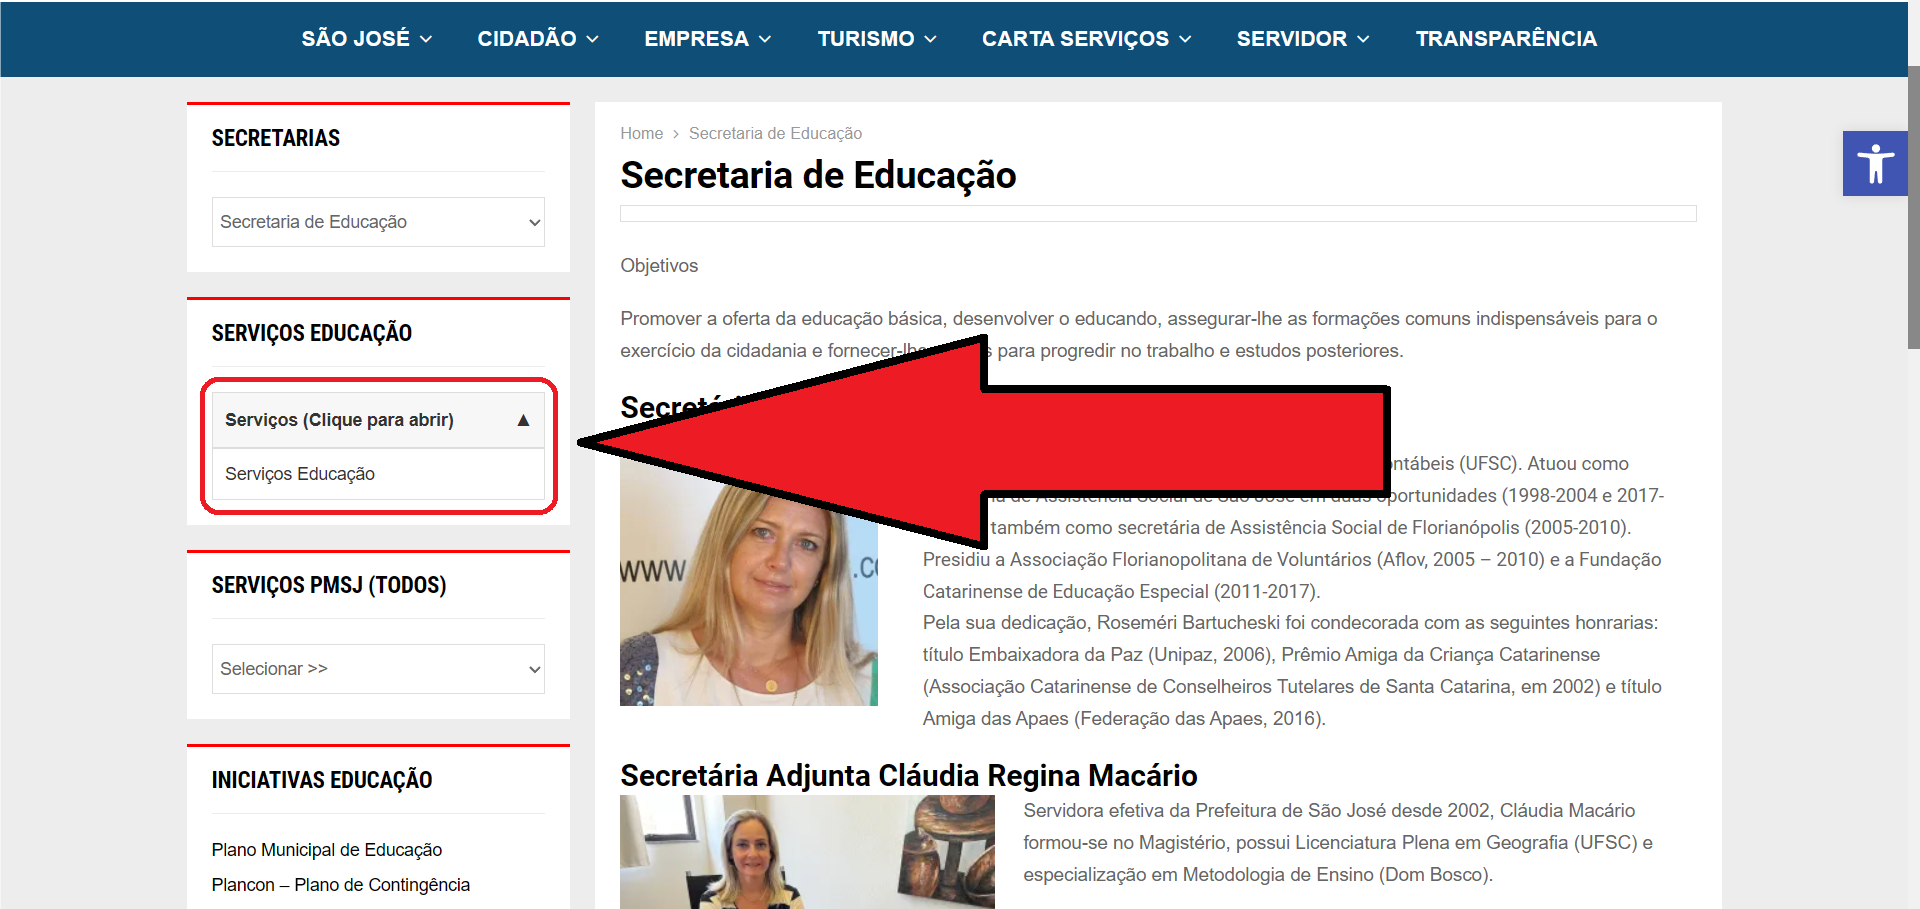 SÃO JOSÉ CIDADÃO EMPRESA TURISMO CARTA SERVIÇOS SERVIDOR TRANSPARÊNCIA
SECRETARIAS
Secretaria de Educação
SERVIÇOS EDUCAÇÃO
Serviços (Clique para abrir) ▲
Serviços Educação
SERVIÇOS PMSJ (TODOS)
Selecionar >>
INICIATIVAS EDUCAÇÃO
Plano Municipal de Educação
Plancon – Plano de Contingência
Home > Secretaria de Educação
Secretaria de Educação
Objetivos
Promover a oferta da educação básica, desenvolver o educando, assegurar-lhe as formações comuns indispensáveis para o
exercício da cidadania e para progredir no trabalho e estudos posteriores.
(UFSC). Atuou como
de Assistência Social de São José em duas oportunidades (1998-2004 e 2017-
também como secretária de Assistência Social de Florianópolis (2005-2010).
Presidiu a Associação Florianopolitana de Voluntários (Aflov, 2005 – 2010) e a Fundação
Catarinense de Educação Especial (2011-2017).
Pela sua dedicação, Roseméri Bartucheski foi condecorada com as seguintes honrarias:
título Embaixadora da Paz (Unipaz, 2006), Prêmio Amiga da Criança Catarinense
(Associação Catarinense de Conselheiros Tutelares de Santa Catarina, em 2002) e título
Amiga das Apaes (Federação das Apaes, 2016).
www
Secretária Adjunta Cláudia Regina Macário
Servidora efetiva da Prefeitura de São José desde 2002, Cláudia Macário
formou-se no Magistério, possui Licenciatura Plena em Geografia (UFSC) e
especialização em Metodologia de Ensino (Dom Bosco).